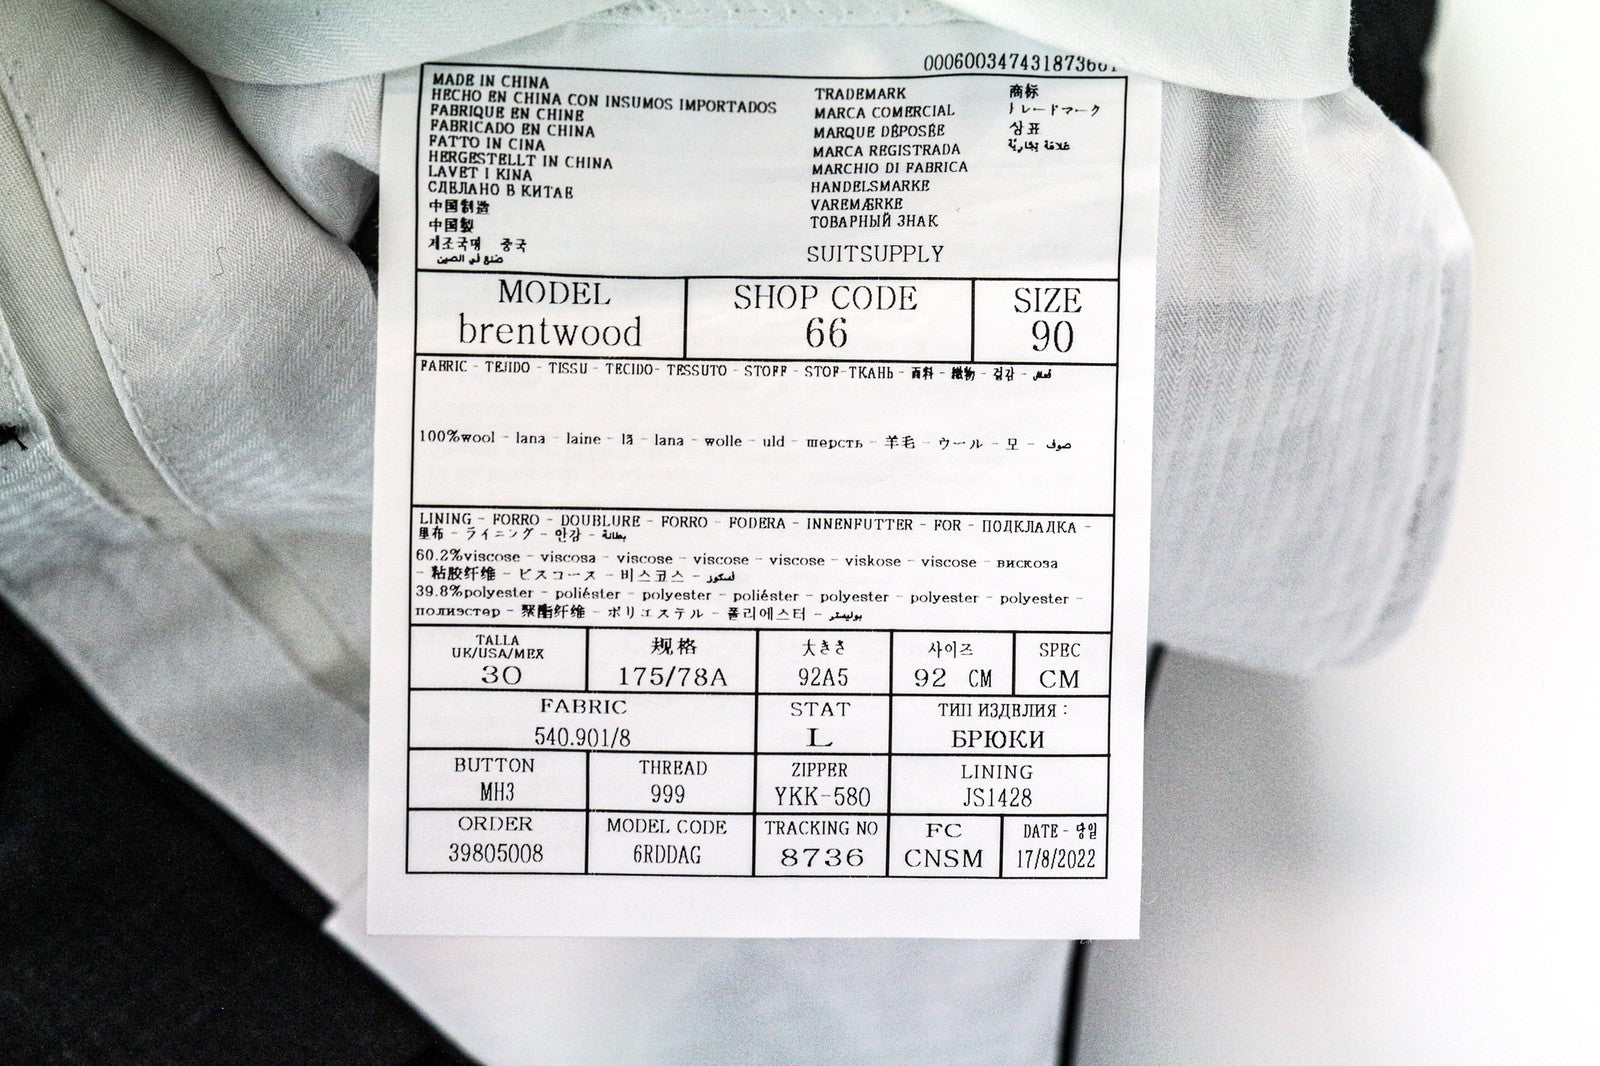 MADE IN CHINA
HECHO EN CHINA CON INSUMOS IMPORTADOS
FABRIQUE EN CHINE
FABRICADO EN CHINA
FATTO IN CINA
HERGESTELLT IN CHINA
LAVET I KINA
СДЕЛАНО В КИТАЕ
中国制造
中国製
제조국명 중국
صنع في الصين
TRADEMARK
MARCA COMERCIAL
MARQUE DÉPOSÉE
MARCA REGISTRADA
MARCHIO DI FABRICA
HANDELSMARKE
VAREMÆRKE
ТОВАРНЫЙ ЗНАК
商标
トレードマーク
상표
علامة تجارية
SUITSUPPLY
MODEL
brentwood
SHOP CODE
66
SIZE
90
FABRIC - TEJIDO - TISSU - TECIDO- TESSUTO - STOFF - STOF-ТКАНЬ - 面料 - 織物 - 겉감 - قماش
100%wool - lana - laine - lã - lana - wolle - uld - шерсть - 羊毛 - ウール - 모 - صوف
LINING - FORRO - DOUBLURE - FORRO - FODERA - INNENFUTTER - FOR - ПОДКЛАДКА -
里布 - ライニング - 안감 - بطانة
60.2%viscose - viscosa - viscose - viscose - viscose - viskose - viscose - вискоза
- 粘胶纤维 - ビスコース - 비스코스 - فسكوز
39.8%polyester - poliéster - polyester - poliéster - polyester - polyester - polyester -
полиэстер - 聚酯纤维 - ポリエステル - 폴리에스터 - بوليستر
TALLA
UK/USA/MEX
30
规格
175/78A
大きさ
92A5
사이즈
92 CM
SPEC
CM
FABRIC
540.901/8
STAT
L
ТИП ИЗДЕЛИЯ :
БРЮКИ
BUTTON
MH3
THREAD
999
ZIPPER
YKK-580
LINING
JS1428
ORDER
39805008
MODEL CODE
6RDDAG
TRACKING NO
8736
FC
CNSM
DATE - 당일
17/8/2022